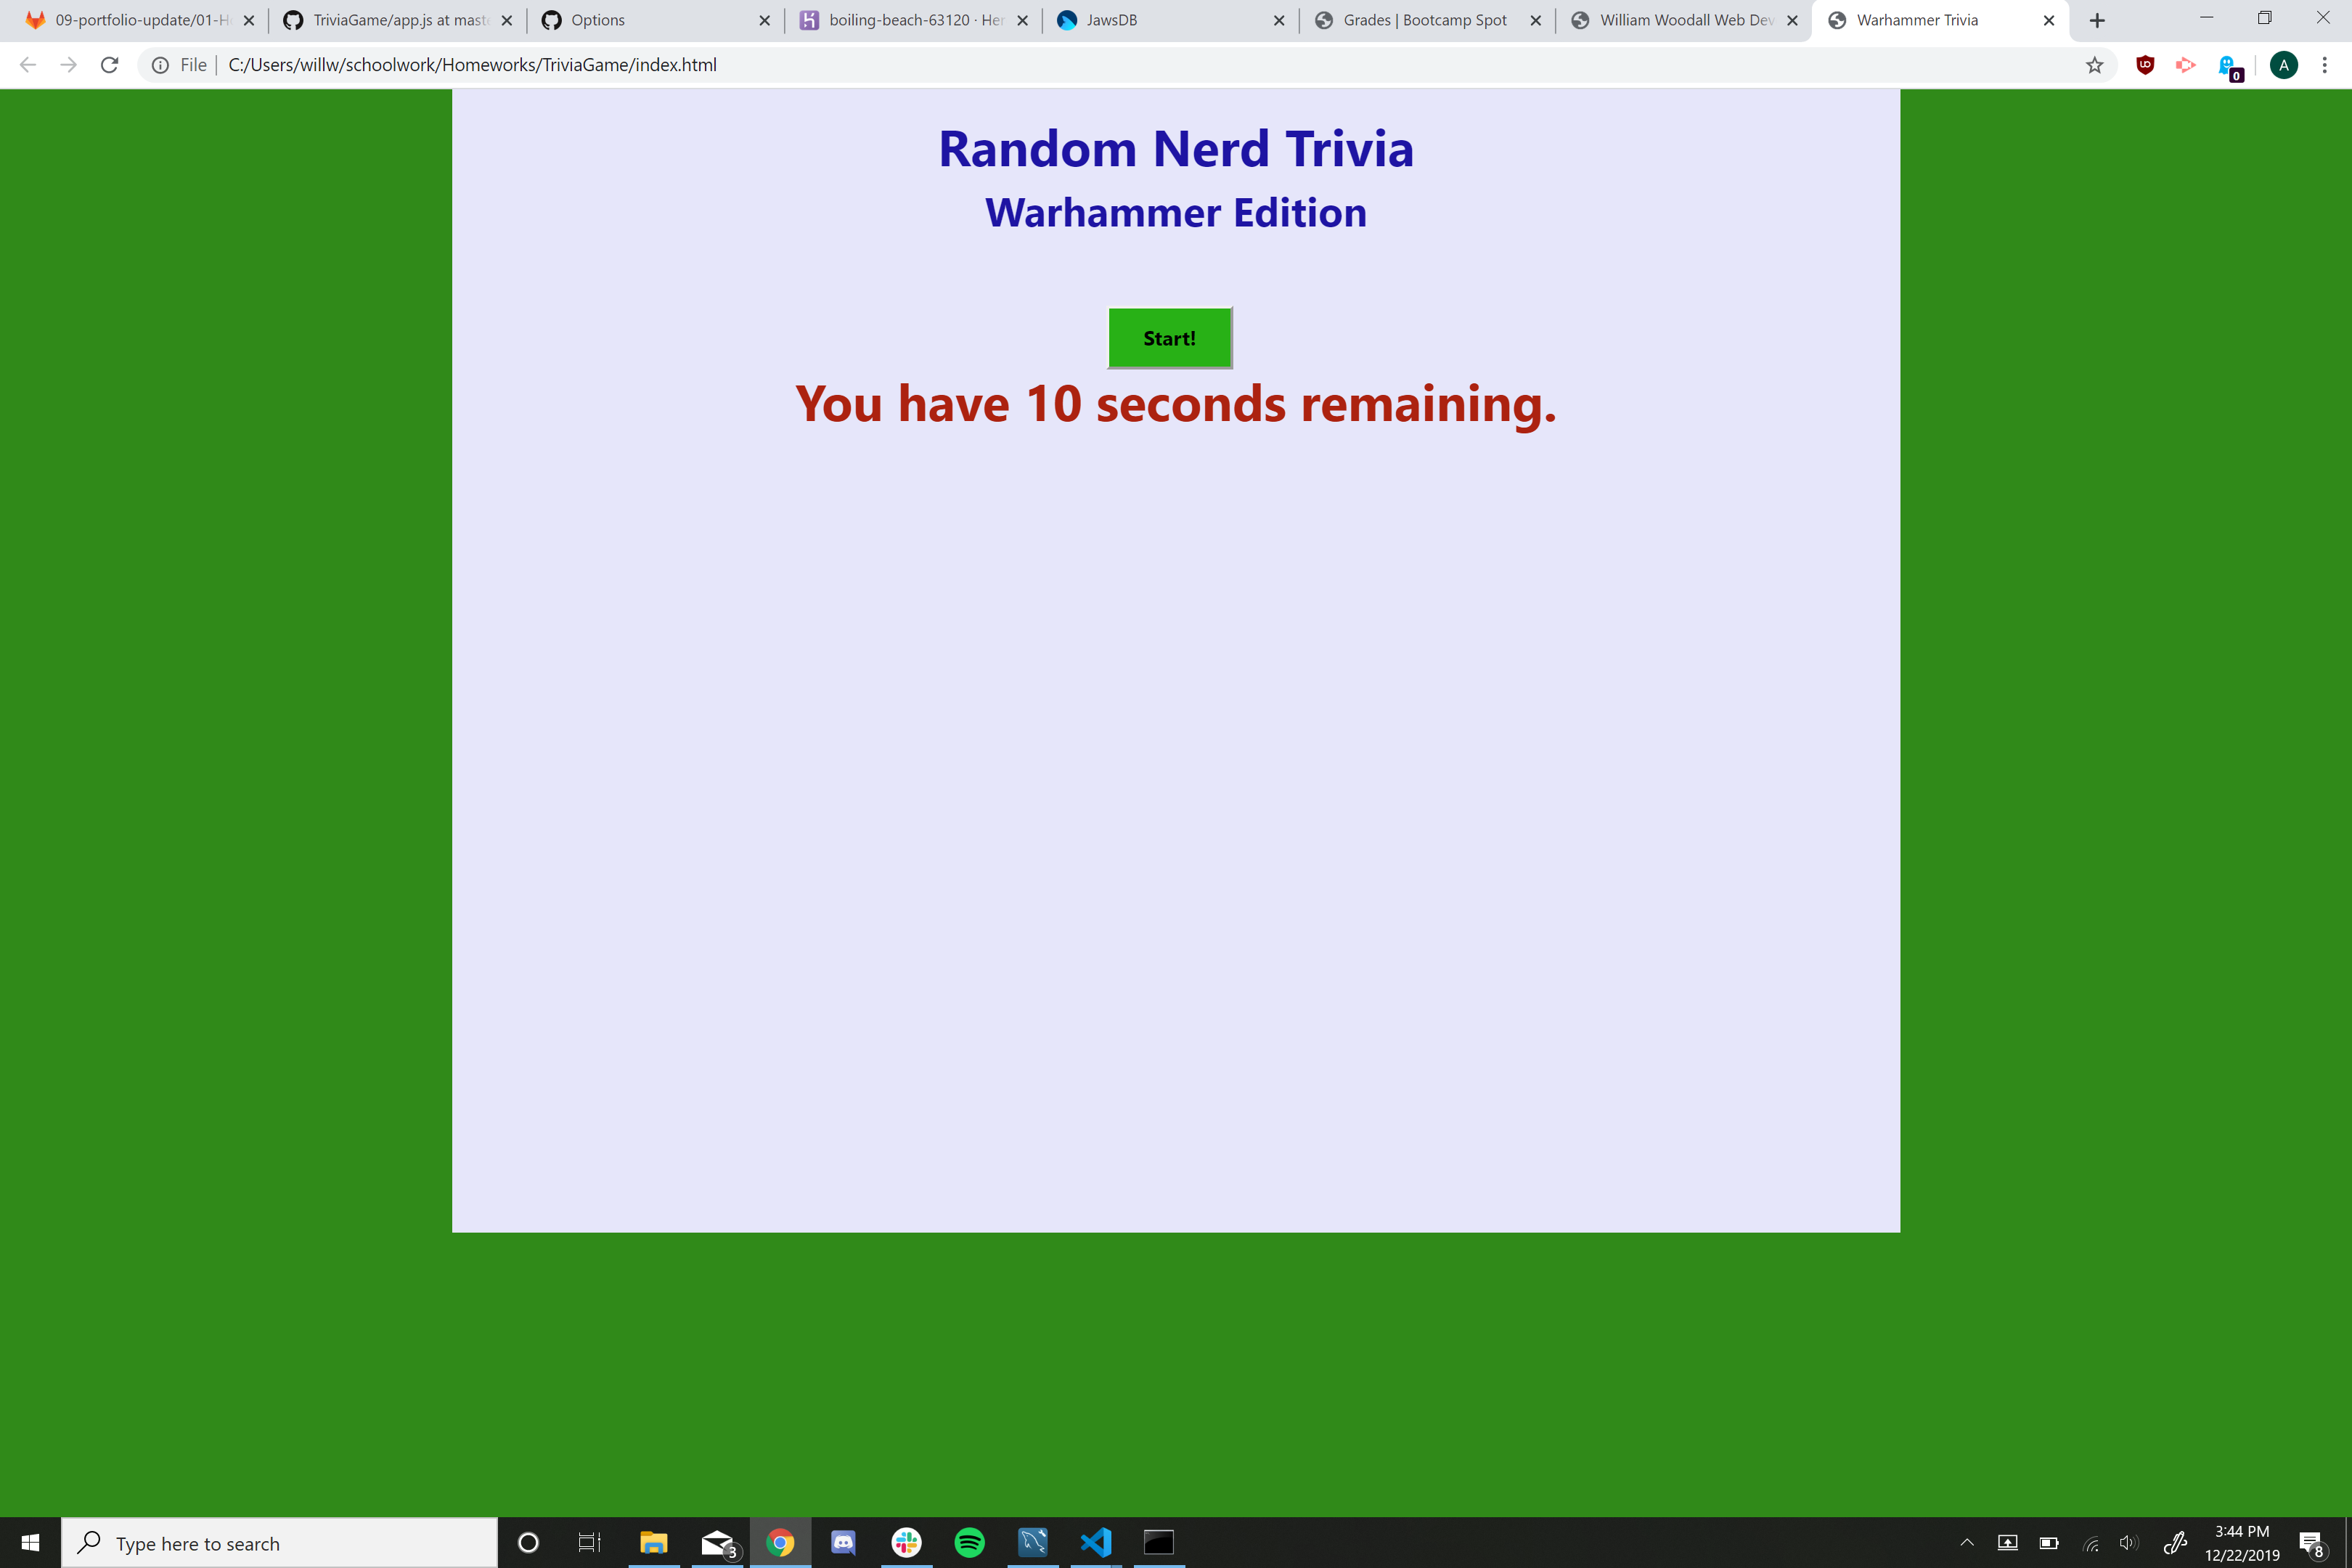 09-portfolio-update/01-H
TriviaGame/app.js at mast
Options
boiling-beach-63120 · Her
JawsDB
Grades | Bootcamp Spot
William Woodall Web Dev
Warhammer Trivia
File
C:/Users/willw/schoolwork/Homeworks/TriviaGame/index.html
0
A
Random Nerd Trivia
Warhammer Edition
Start!
You have 10 seconds remaining.
Type here to search
3
3:44 PM
12/22/2019
8